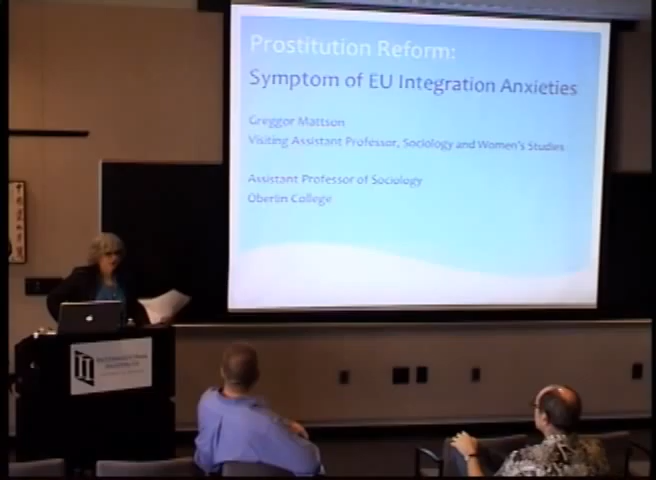 Prostitution Reform:
Symptom of EU Integration Anxieties
Greggor Mattson
Visiting Assistant Professor, Sociology and Women's Studies
Assistant Professor of Sociology
Oberlin College